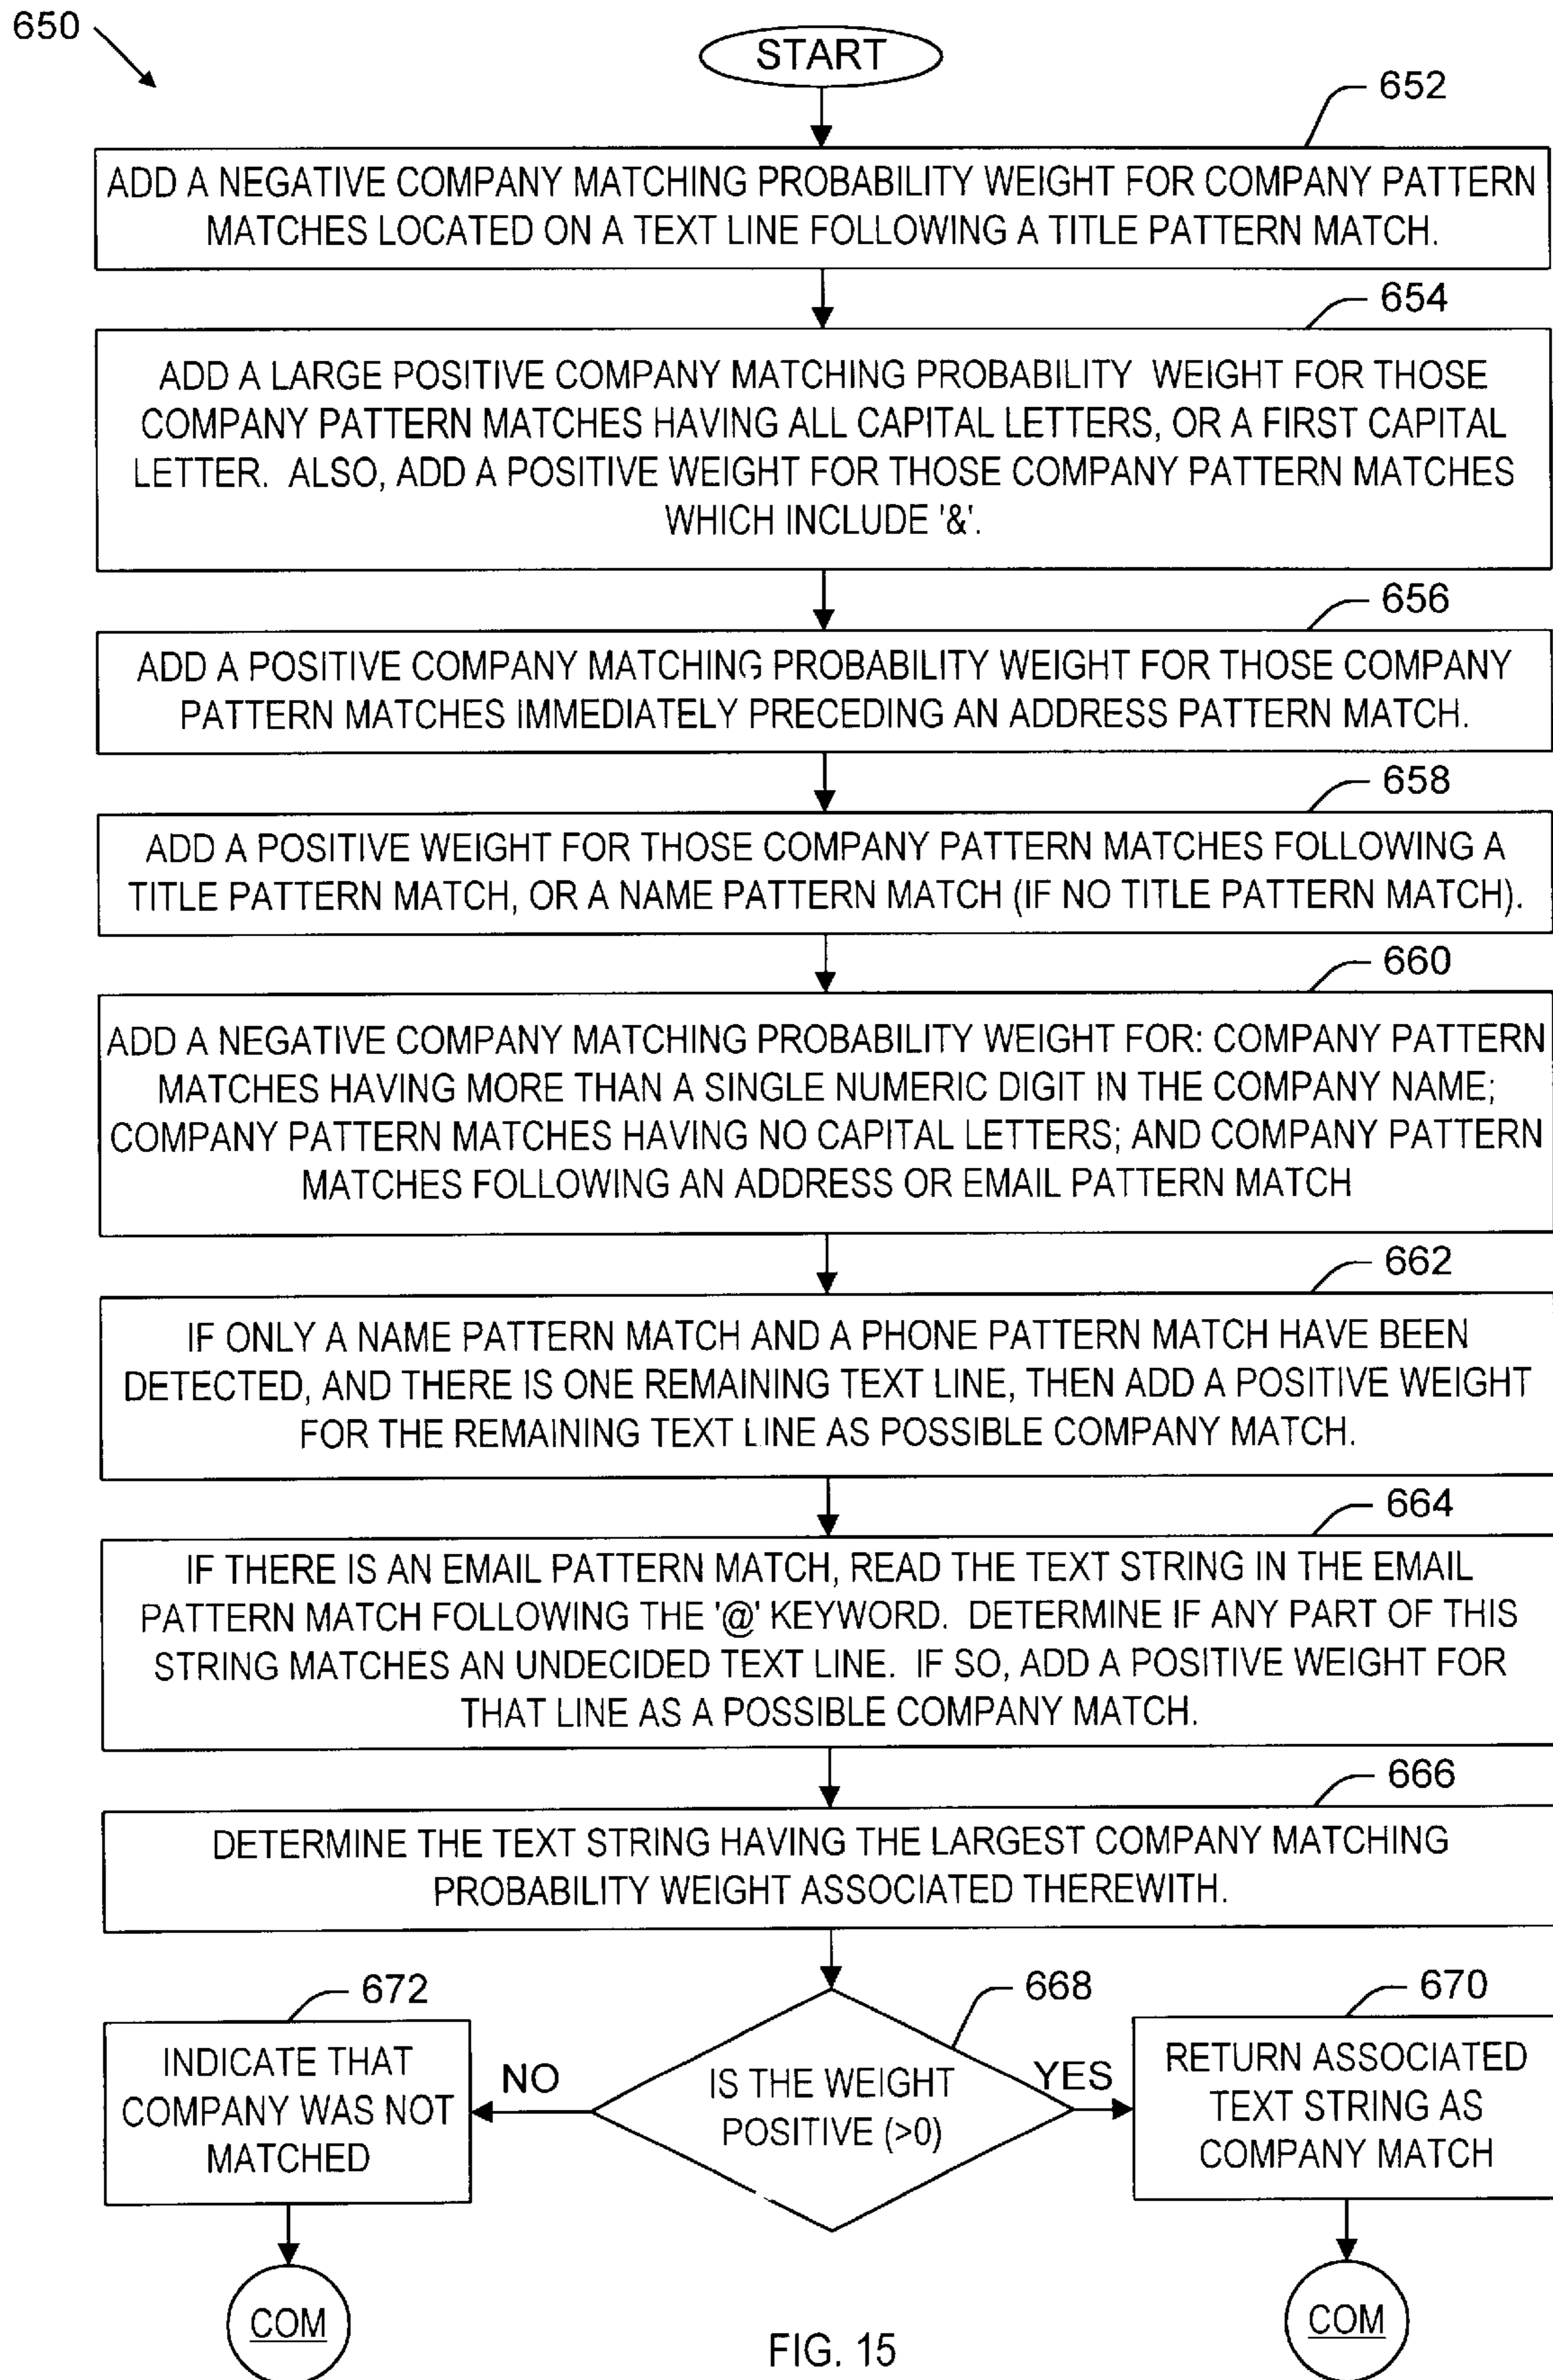 650
START
652
ADD A NEGATIVE COMPANY MATCHING PROBABILITY WEIGHT FOR COMPANY PATTERN
MATCHES LOCATED ON A TEXT LINE FOLLOWING A TITLE PATTERN MATCH.
654
ADD A LARGE POSITIVE COMPANY MATCHING PROBABILITY WEIGHT FOR THOSE
COMPANY PATTERN MATCHES HAVING ALL CAPITAL LETTERS, OR A FIRST CAPITAL
LETTER. ALSO, ADD A POSITIVE WEIGHT FOR THOSE COMPANY PATTERN MATCHES
WHICH INCLUDE '&'.
656
ADD A POSITIVE COMPANY MATCHING PROBABILITY WEIGHT FOR THOSE COMPANY
PATTERN MATCHES IMMEDIATELY PRECEDING AN ADDRESS PATTERN MATCH.
658
ADD A POSITIVE WEIGHT FOR THOSE COMPANY PATTERN MATCHES FOLLOWING A
TITLE PATTERN MATCH, OR A NAME PATTERN MATCH (IF NO TITLE PATTERN MATCH).
660
ADD A NEGATIVE COMPANY MATCHING PROBABILITY WEIGHT FOR: COMPANY PATTERN
MATCHES HAVING MORE THAN A SINGLE NUMERIC DIGIT IN THE COMPANY NAME;
COMPANY PATTERN MATCHES HAVING NO CAPITAL LETTERS; AND COMPANY PATTERN
MATCHES FOLLOWING AN ADDRESS OR EMAIL PATTERN MATCH
662
IF ONLY A NAME PATTERN MATCH AND A PHONE PATTERN MATCH HAVE BEEN
DETECTED, AND THERE IS ONE REMAINING TEXT LINE, THEN ADD A POSITIVE WEIGHT
FOR THE REMAINING TEXT LINE AS POSSIBLE COMPANY MATCH.
664
IF THERE IS AN EMAIL PATTERN MATCH, READ THE TEXT STRING IN THE EMAIL
PATTERN MATCH FOLLOWING THE '@' KEYWORD. DETERMINE IF ANY PART OF THIS
STRING MATCHES AN UNDECIDED TEXT LINE. IF SO, ADD A POSITIVE WEIGHT FOR
THAT LINE AS A POSSIBLE COMPANY MATCH.
666
DETERMINE THE TEXT STRING HAVING THE LARGEST COMPANY MATCHING
PROBABILITY WEIGHT ASSOCIATED THEREWITH.
672
INDICATE THAT
COMPANY WAS NOT
MATCHED
NO
668
IS THE WEIGHT
POSITIVE (>0)
YES
670
RETURN ASSOCIATED
TEXT STRING AS
COMPANY MATCH
COM
COM
FIG. 15